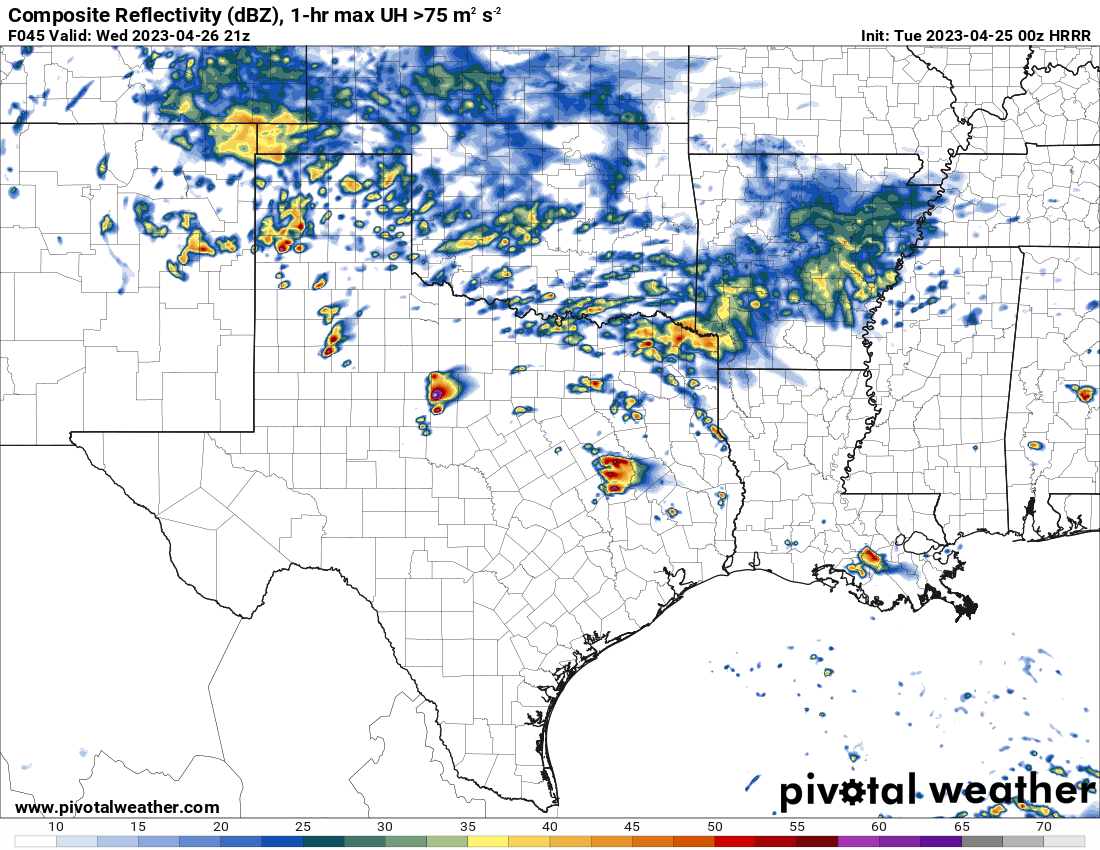 Composite Reflectivity (dBZ), 1-hr max UH >75 m² s⁻²
F045 Valid: Wed 2023-04-26 21z Init: Tue 2023-04-25 00z HRRR
pivotal weather
www.pivotalweather.com
10 15 20 25 30 35 40 45 50 55 60 65 70